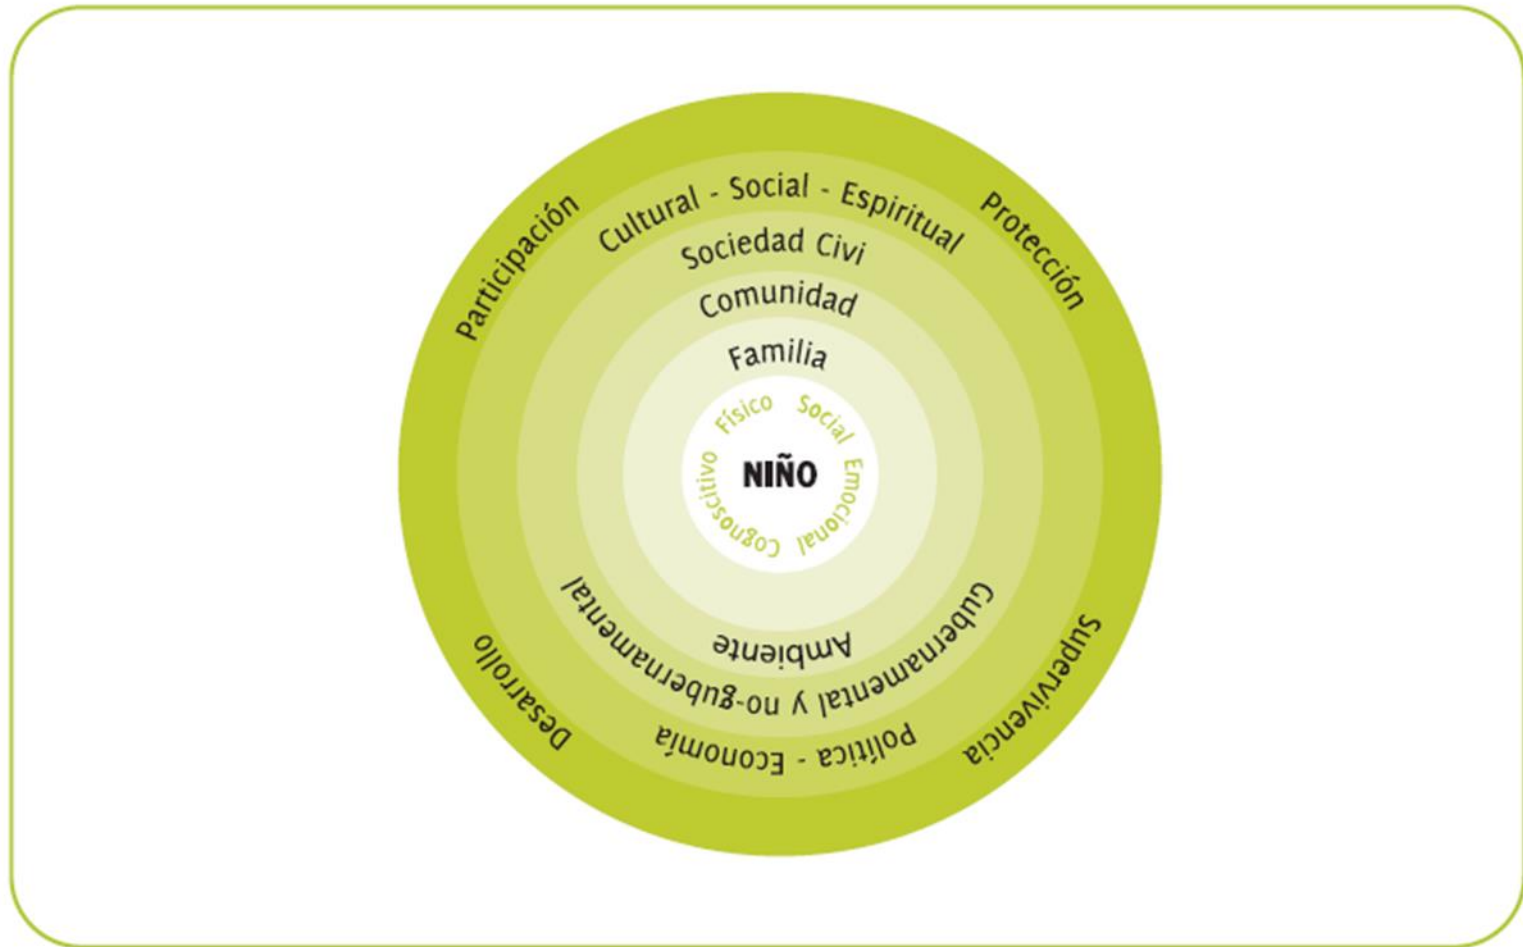 Participación
Protección
Cultural - Social - Espiritual
Sociedad Civi
Comunidad
Familia
Físico
Social
NIÑO
Emocional
Cognoscitivo
Ambiente
Gubernamental y no-gubernamental
Política - Economía
Supervivencia
Desarrollo